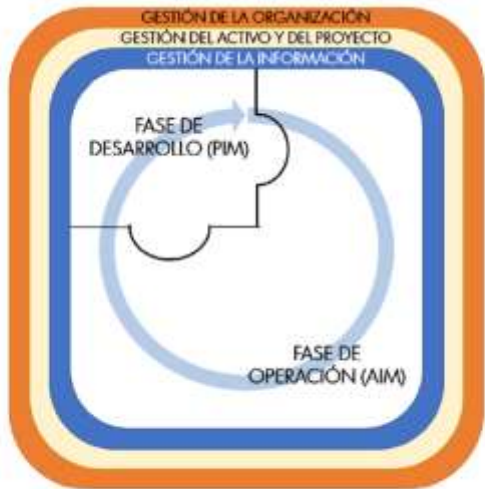 GESTIÓN DE LA ORGANIZACIÓN
GESTIÓN DEL ACTIVO Y DEL PROYECTO
GESTIÓN DE LA INFORMACIÓN
FASE DE
DESARROLLO (PIM)
FASE DE
OPERACIÓN (AIM)